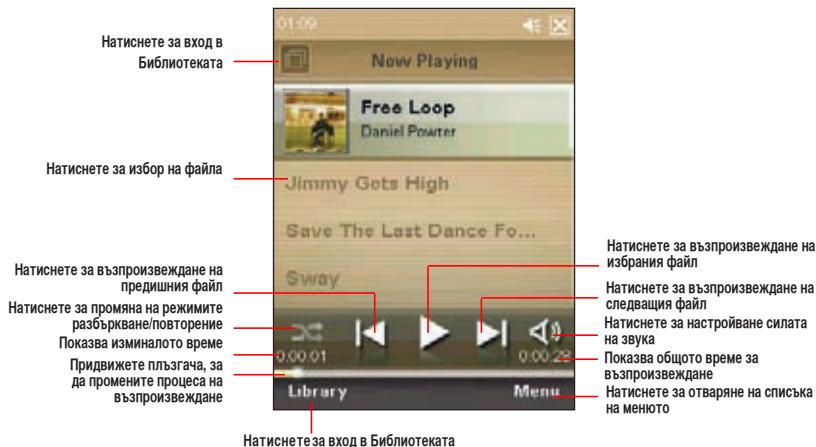 01:09
Натиснете за вход в
Библиотеката
Now Playing
Free Loop
Daniel Powter
Натиснете за избор на файла
Jimmy Gets High
Save The Last Dance Fo...
Sway
Натиснете за възпроизвеждане на
предишния файл
Натиснете за промяна на режимите
разбъркване/повторение
Показва изминалото време
Придвижете плъзгача, за
да промените процеса на
възпроизвеждане
Натиснете за възпроизвеждане на
избрания файл
Натиснете за възпроизвеждане на
следващия файл
Натиснете за настройване силата
на звука
Показва общото време за
възпроизвеждане
Натиснете за отваряне на списъка
на менюто
0:00:01
0:00:28
Library
Menu
Натиснете за вход в Библиотеката